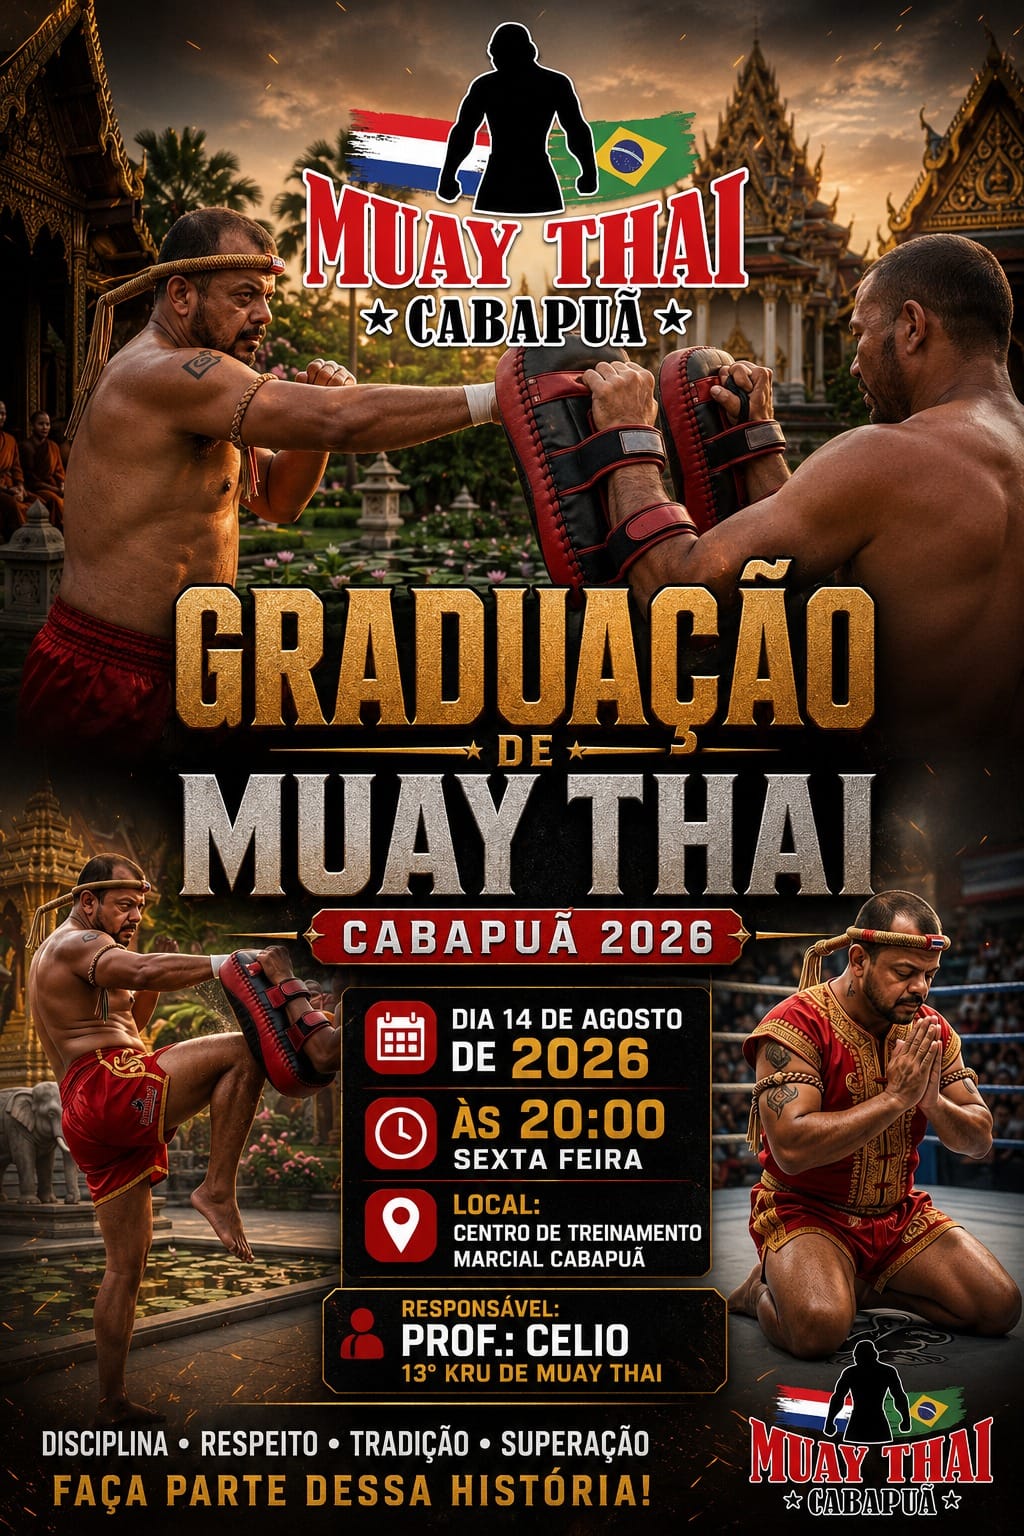 MUAY THAI
CABAPUÃ
GRADUAÇÃO
DE
MUAY THAI
CABAPUÃ 2026
DIA 14 DE AGOSTO
DE 2026
ÀS 20:00
SEXTA FEIRA
LOCAL:
CENTRO DE TREINAMENTO
MARCIAL CABAPUÃ
RESPONSÁVEL:
PROF.: CELIO
13° KRU DE MUAY THAI
DISCIPLINA • RESPEITO • TRADIÇÃO • SUPERAÇÃO
FAÇA PARTE DESSA HISTÓRIA!
MUAY THAI
CABAPUÃ